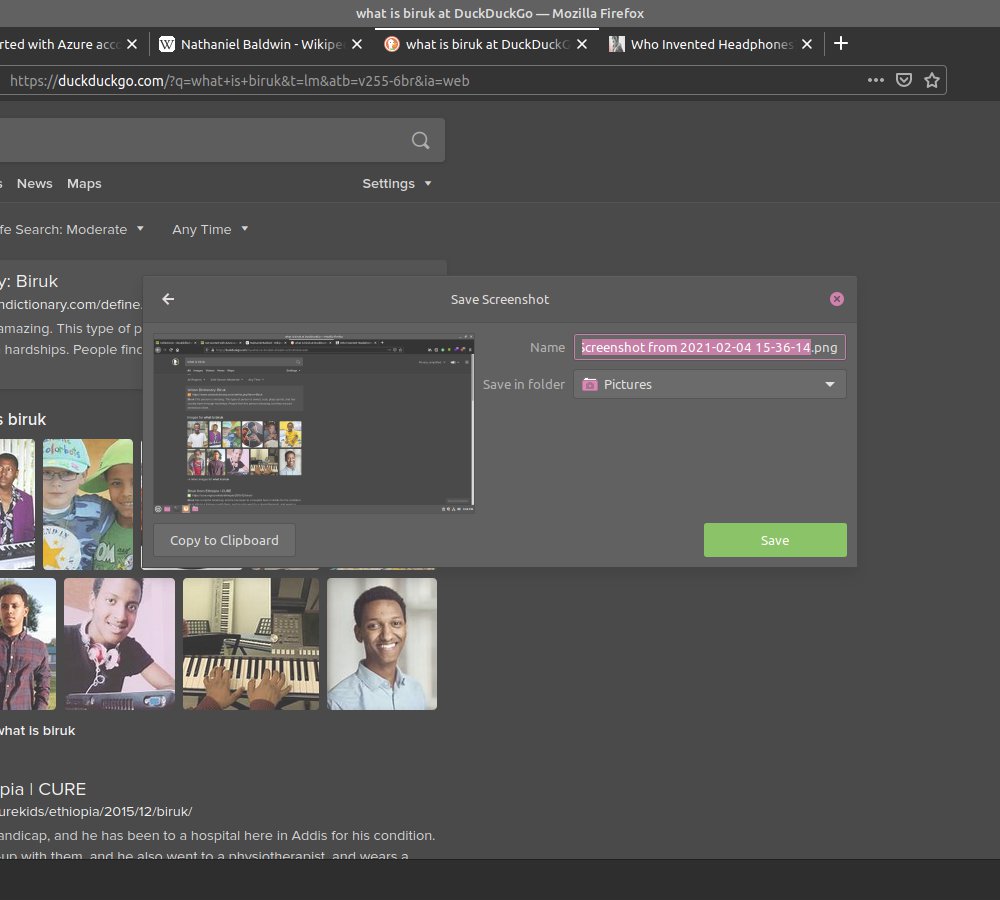 what is biruk at DuckDuckGo — Mozilla Firefox
rted with Azure acco
Nathaniel Baldwin - Wikipe
what is biruk at DuckDuckG
Who Invented Headphones
https://duckduckgo.com/?q=what+is+biruk&t=lm&atb=v255-6br&ia=web
s News Maps Settings
fe Search: Moderate Any Time
y: Biruk
ndictionary.com/define.
amazing. This type of p
hardships. People find
Save Screenshot
Name Screenshot from 2021-02-04 15-36-14.png
Save in folder Pictures
Copy to Clipboard Save
s biruk
what is biruk
pia | CURE
urekids/ethiopia/2015/12/biruk/
andicap, and he has been to a hospital here in Addis for his condition.
-up with them, and he also went to a physiotherapist, and wears a